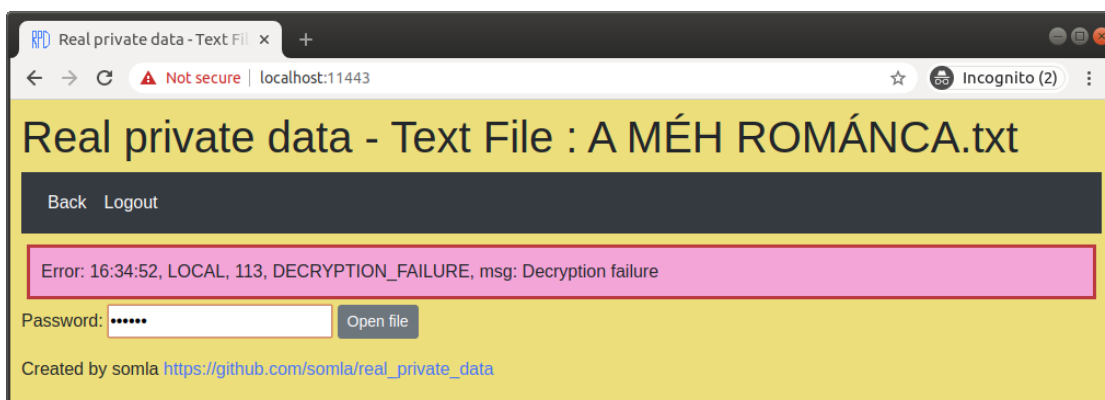 RPD Real private data - Text Fil
Not secure | localhost:11443 Incognito (2)
Real private data - Text File : A MÉH ROMÁNCA.txt
Back Logout
Error: 16:34:52, LOCAL, 113, DECRYPTION_FAILURE, msg: Decryption failure
Password: •••••• Open file
Created by somla https://github.com/somla/real_private_data